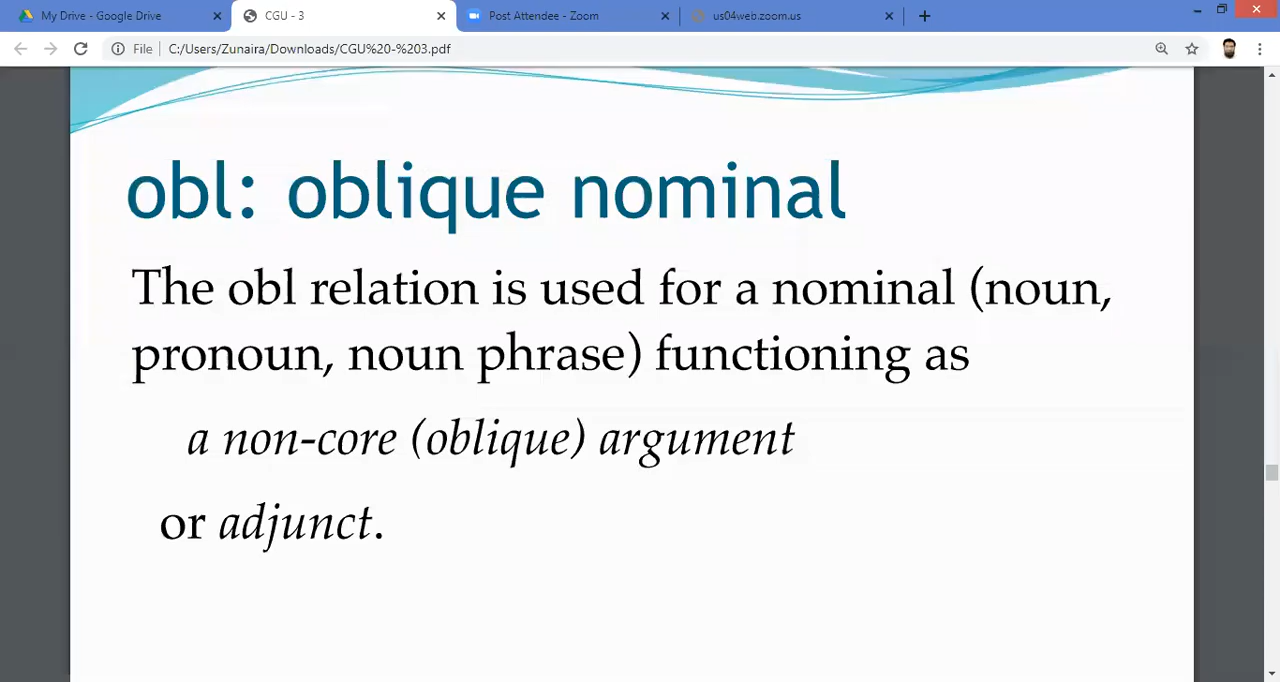 My Drive - Google Drive
CGU - 3
Post Attendee - Zoom
us04web.zoom.us
File
C:/Users/Zunaira/Downloads/CGU%20-%203.pdf
obl: oblique nominal
The obl relation is used for a nominal (noun,
pronoun, noun phrase) functioning as
a non-core (oblique) argument
or adjunct.